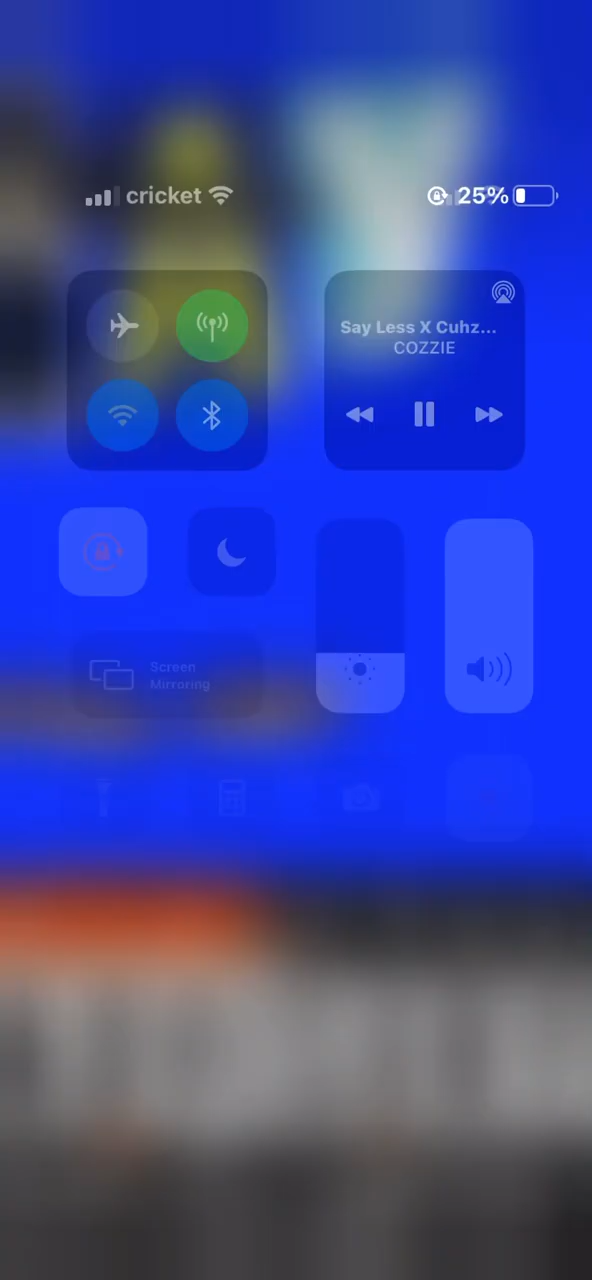 cricket 25%
Say Less X Cuhz...
COZZIE
Screen
Mirroring